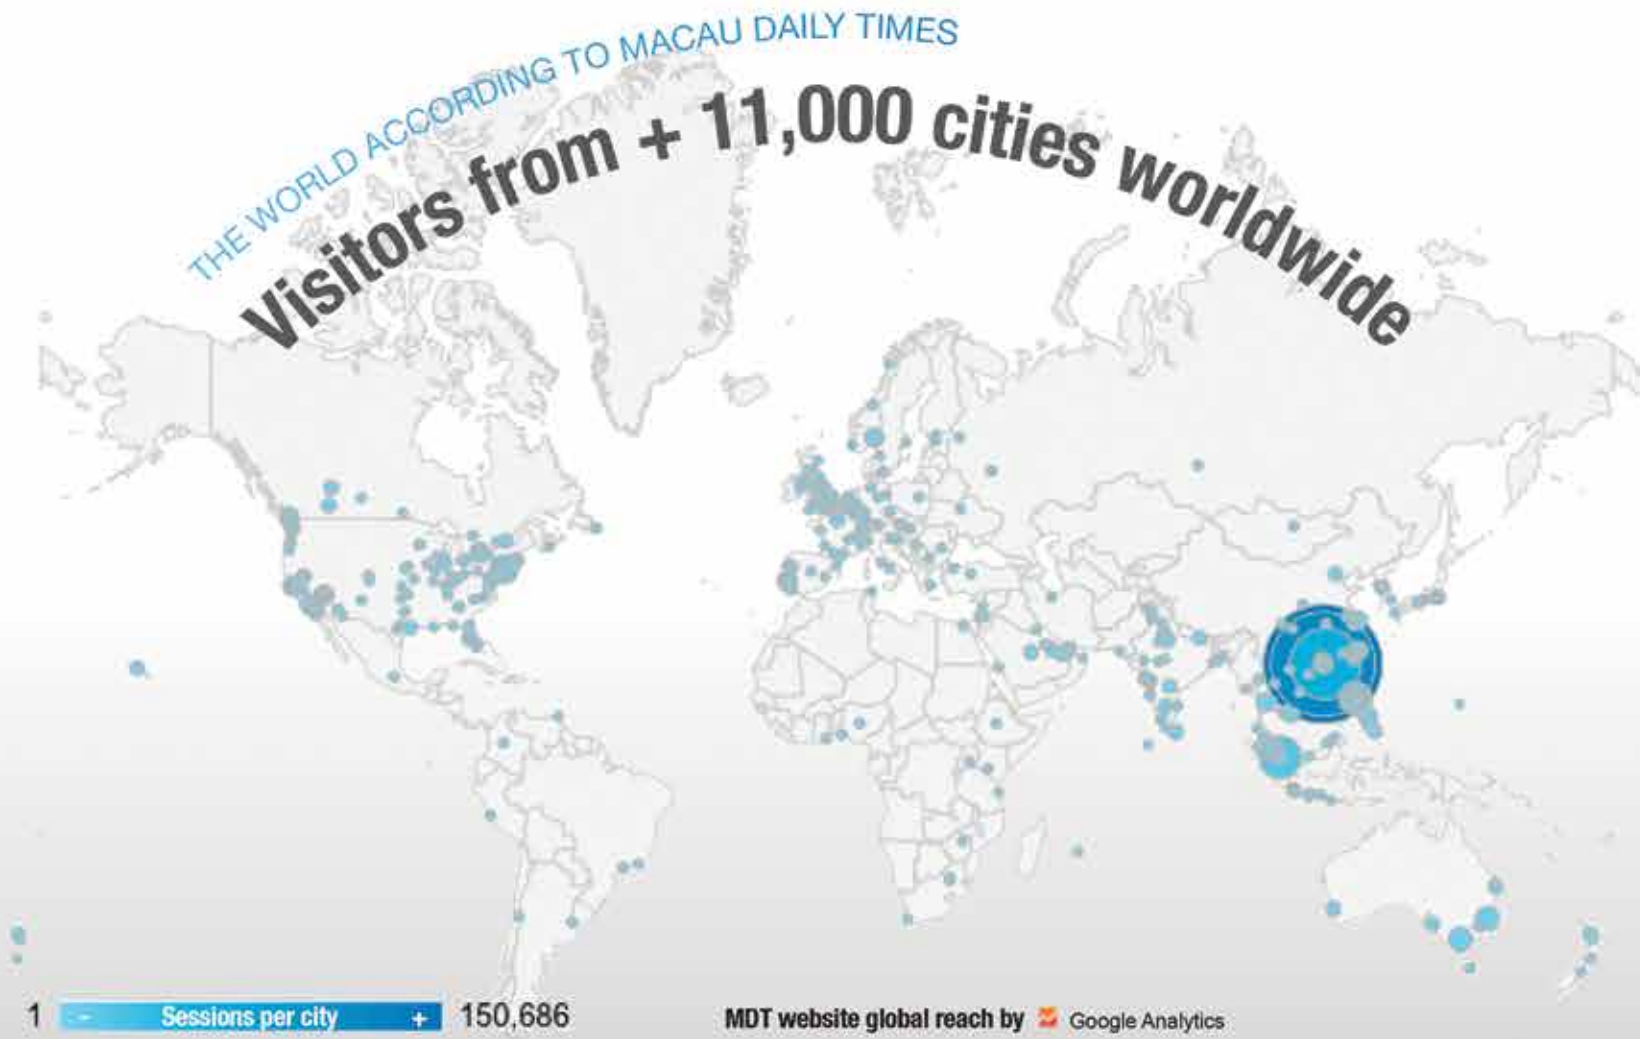 THE WORLD ACCORDING TO MACAU DAILY TIMES
Visitors from + 11,000 cities worldwide
1 - Sessions per city + 150,686
MDT website global reach by Google Analytics